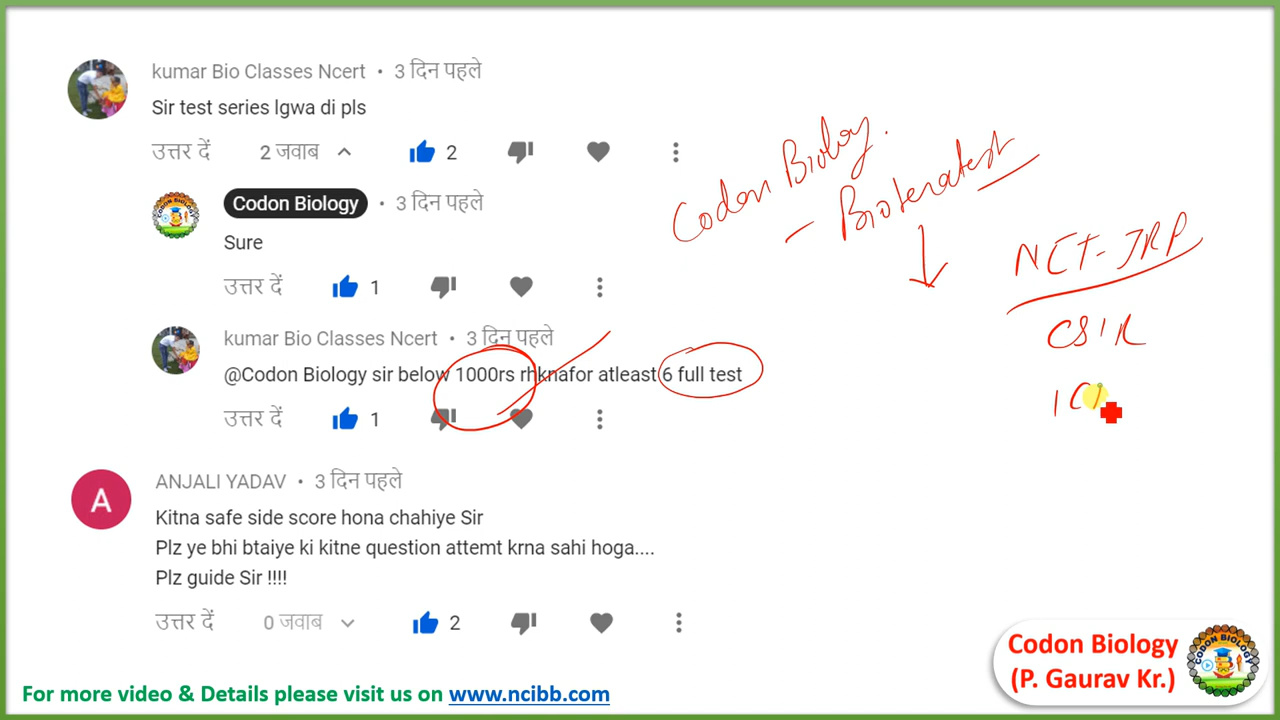 kumar Bio Classes Ncert • 3 दिन पहले
Sir test series lgwa di pls
उत्तर दें 2 जवाब 2
Codon Biology • 3 दिन पहले
Sure
उत्तर दें 1
kumar Bio Classes Ncert • 3 दिन पहले
@Codon Biology sir below 1000rs rhknafor atleast 6 full test
उत्तर दें 1
A ANJALI YADAV • 3 दिन पहले
Kitna safe side score hona chahiye Sir
Plz ye bhi btaiye ki kitne question attemt krna sahi hoga....
Plz guide Sir !!!!
उत्तर दें 0 जवाब 2
Codon Biology.
NET-JRF
CSIR
Codon Biology
(P. Gaurav Kr.)
CODON BIOLOGY
For more video & Details please visit us on www.ncibb.com